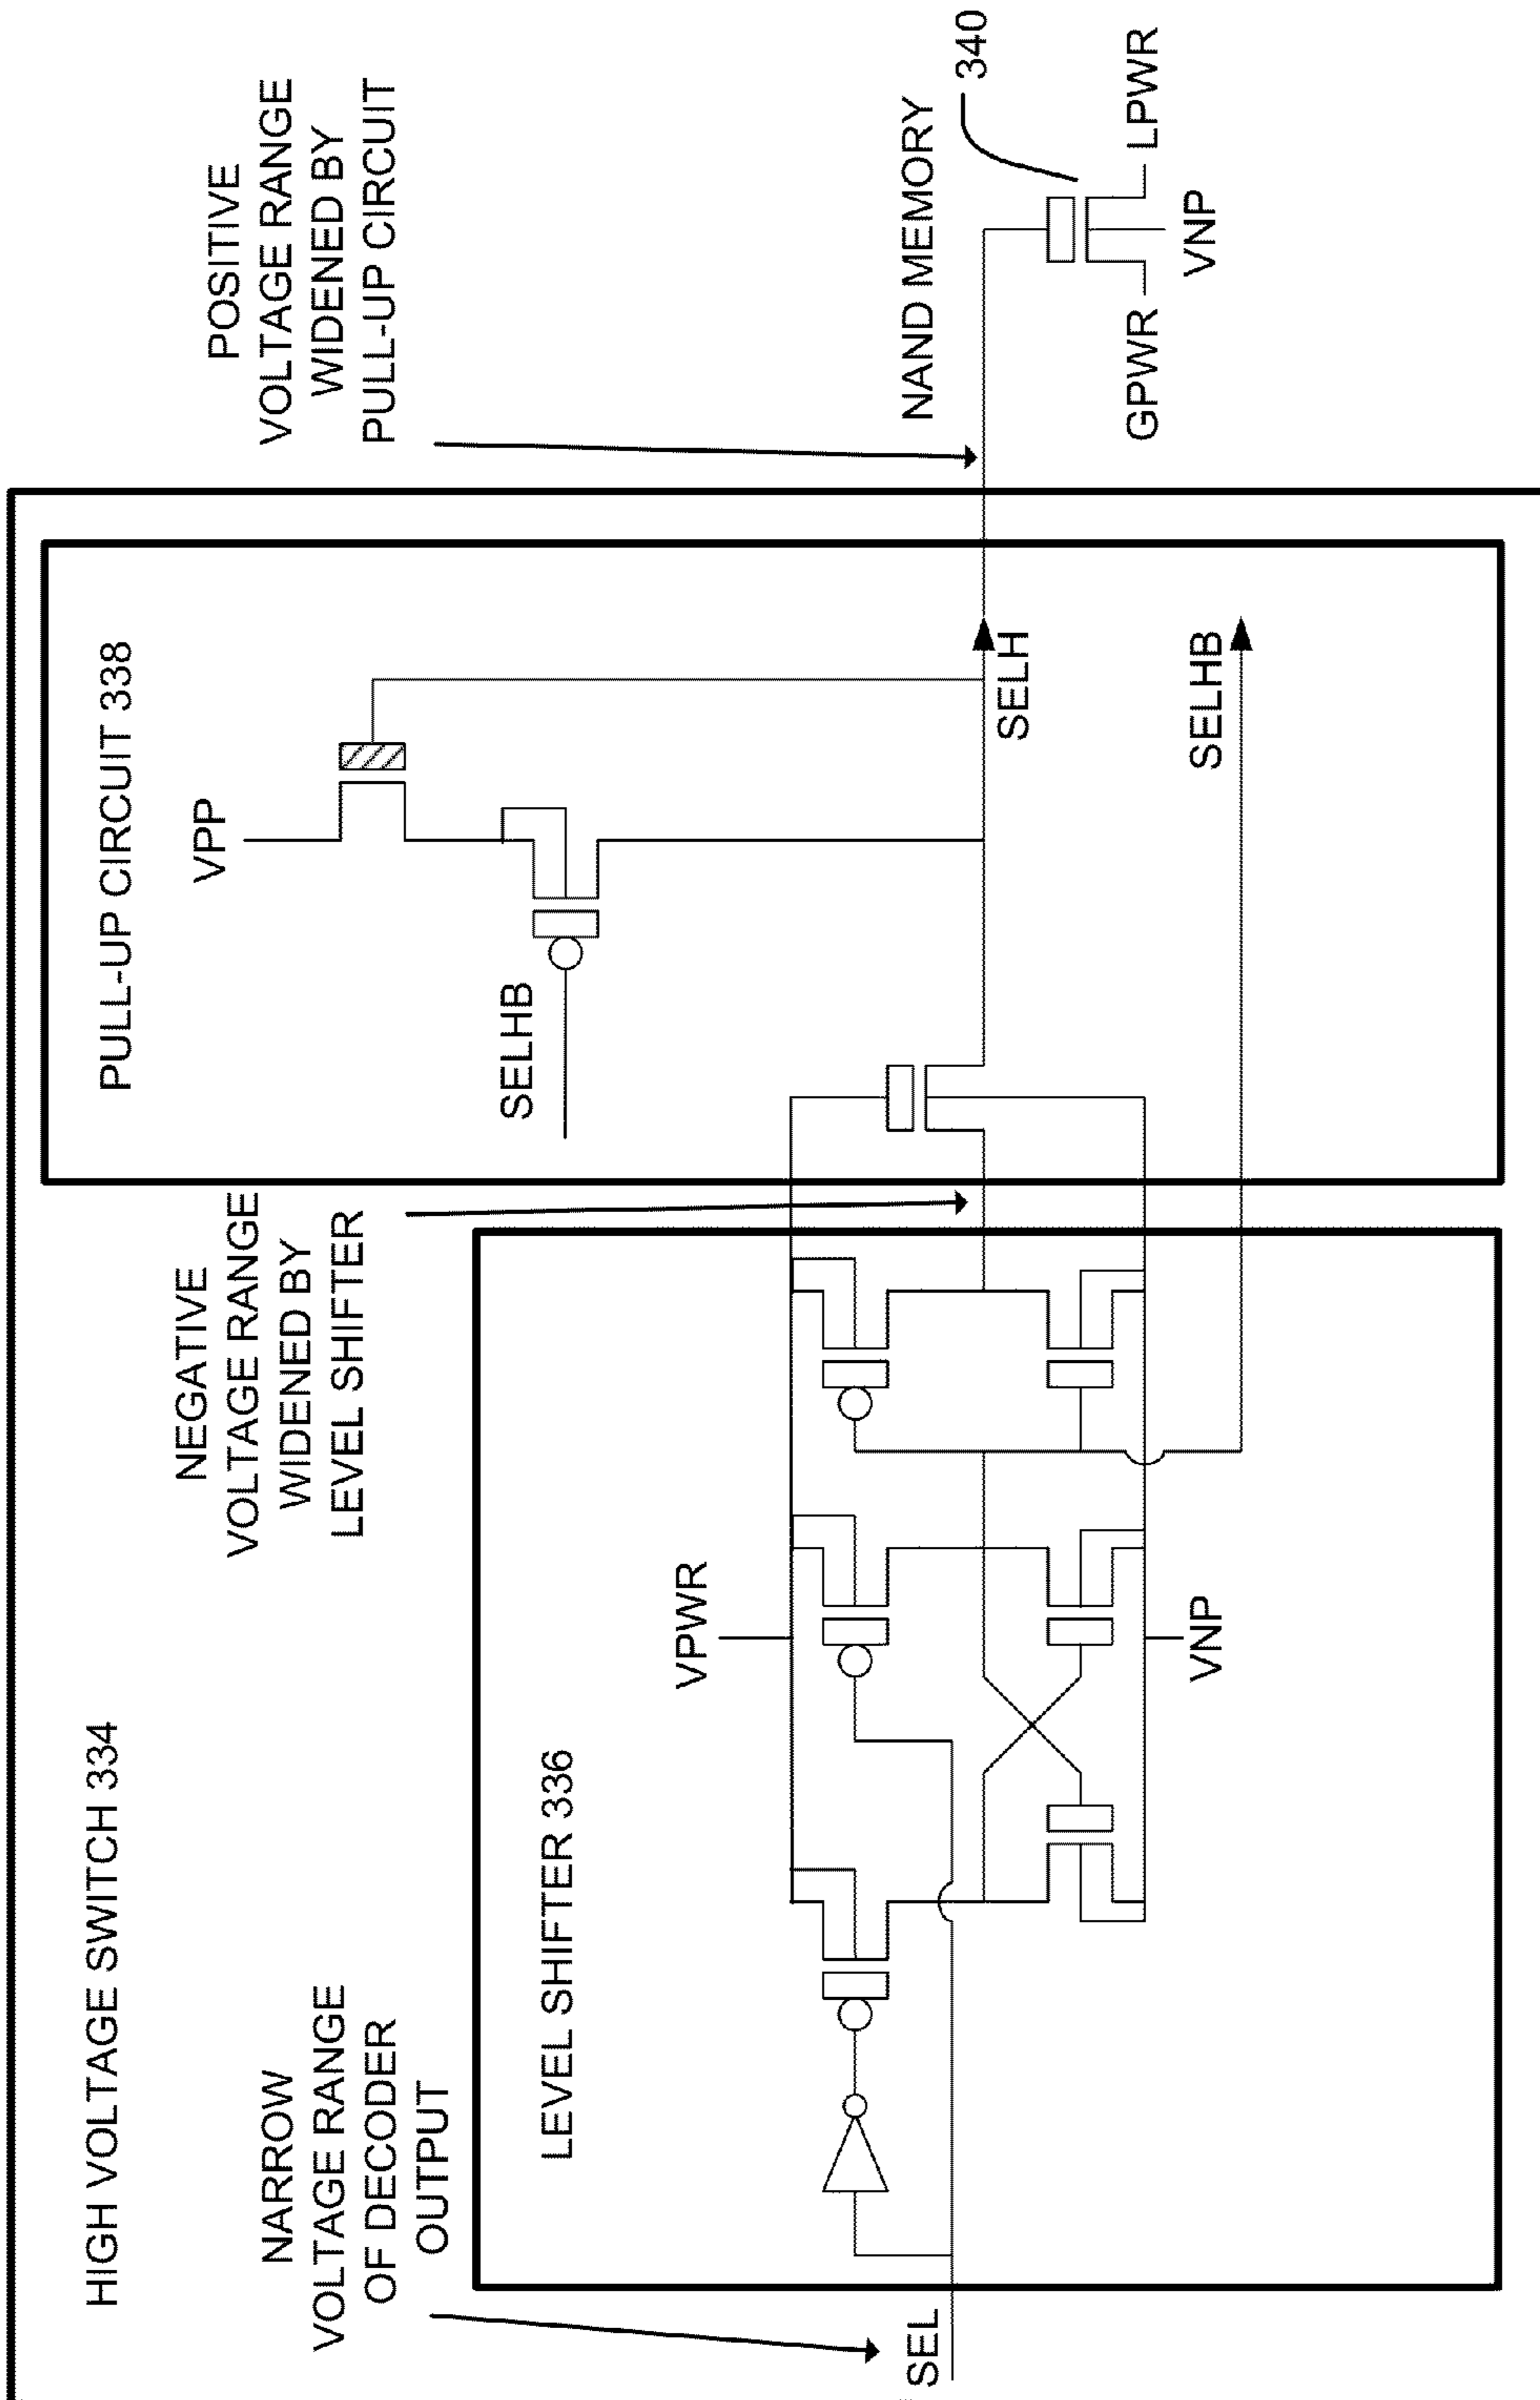 HIGH VOLTAGE SWITCH 334
NARROW
VOLTAGE RANGE
OF DECODER
OUTPUT
SEL
LEVEL SHIFTER 336
VPWR
VNP
NEGATIVE
VOLTAGE RANGE
WIDENED BY
LEVEL SHIFTER
PULL-UP CIRCUIT 338
VPP
SELHB
SELH
SELHB
POSITIVE
VOLTAGE RANGE
WIDENED BY
PULL-UP CIRCUIT
NAND MEMORY
340
GPWR
LPWR
VNP